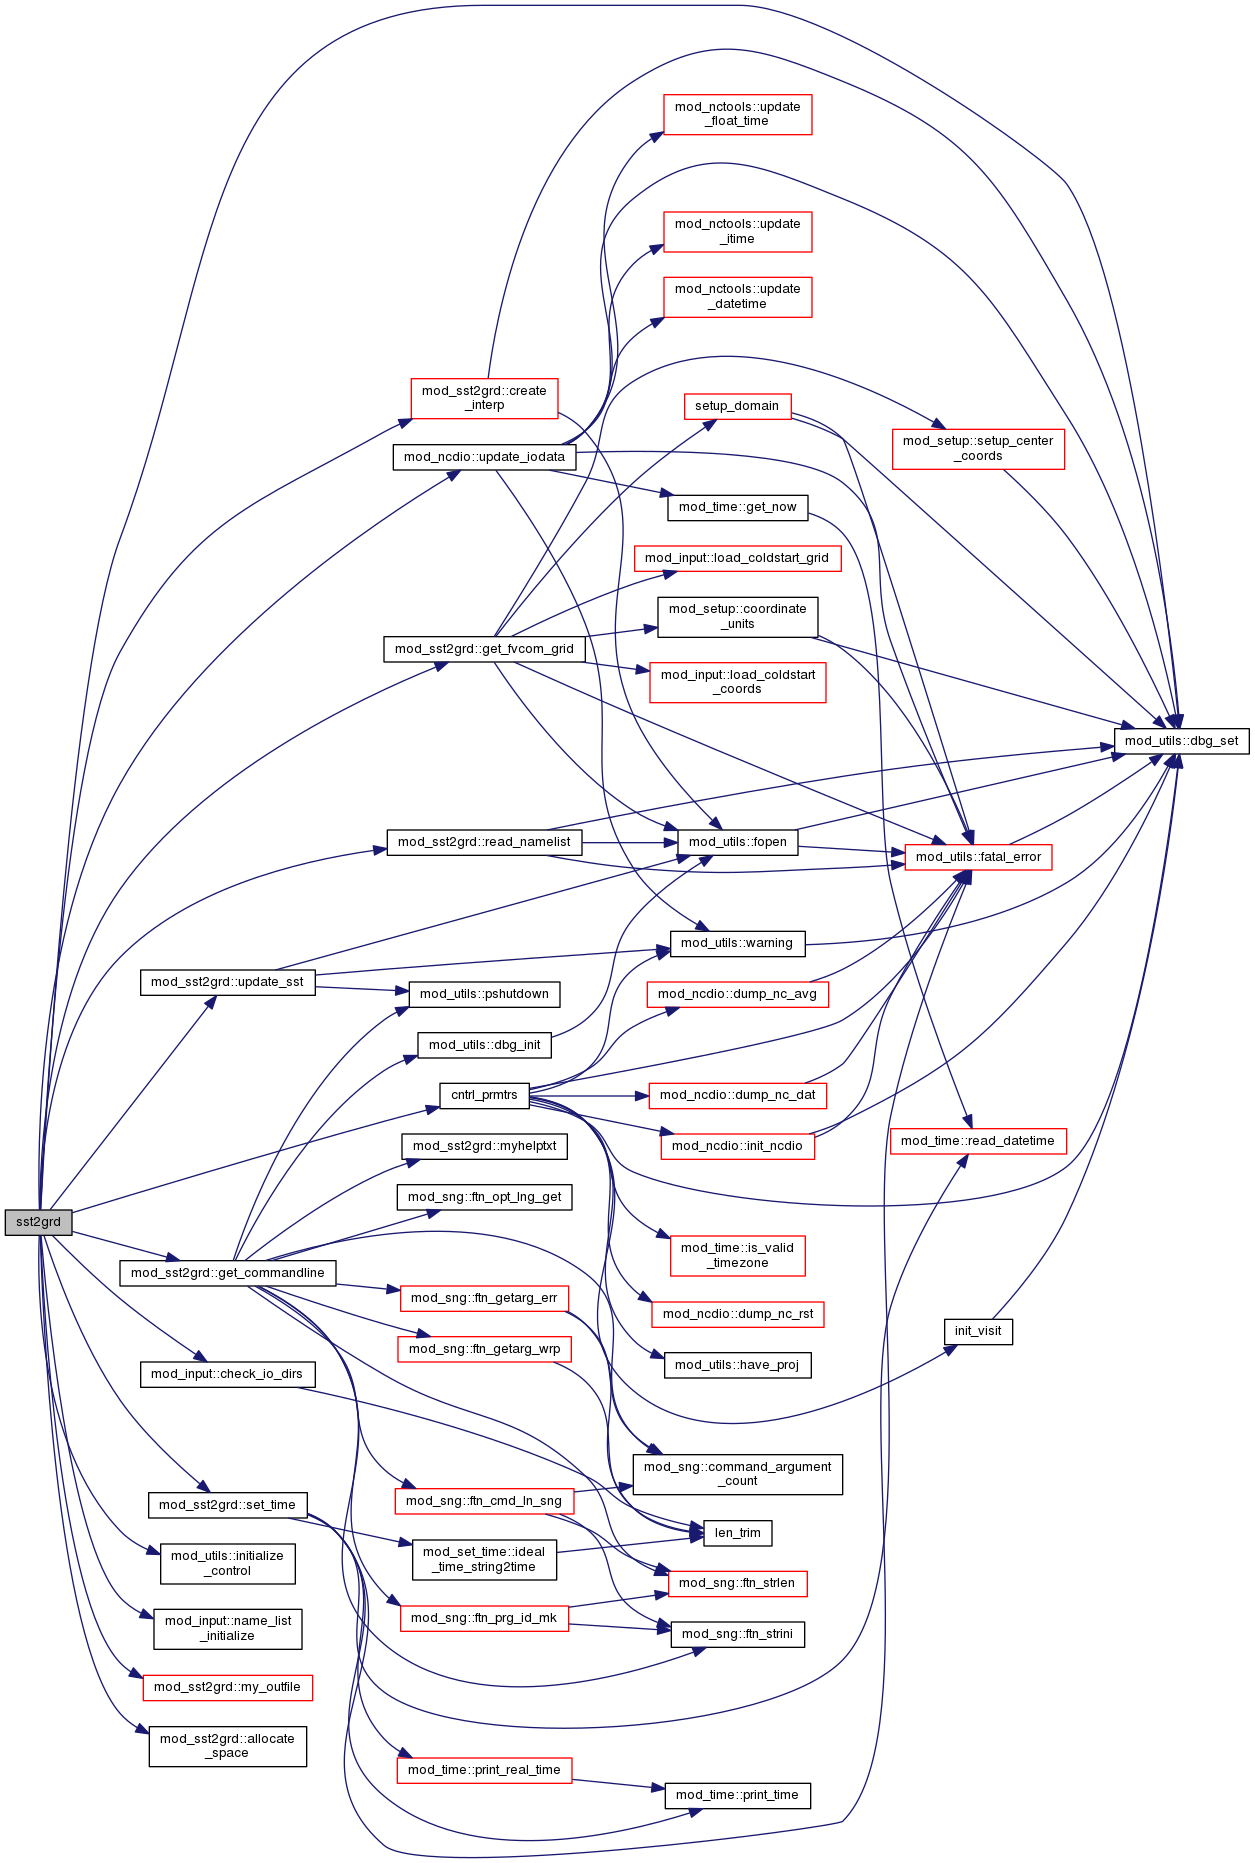 mod_nctools::update
_float_time
mod_nctools::update
_itime
mod_nctools::update
_datetime
mod_sst2grd::create
_interp
setup_domain
mod_setup::setup_center
_coords
mod_ncdio::update_iodata
mod_time::get_now
mod_input::load_coldstart_grid
mod_setup::coordinate
_units
mod_sst2grd::get_fvcom_grid
mod_input::load_coldstart
_coords
mod_utils::dbg_set
mod_sst2grd::read_namelist
mod_utils::fopen
mod_utils::fatal_error
mod_utils::warning
mod_sst2grd::update_sst
mod_utils::pshutdown
mod_ncdio::dump_nc_avg
mod_utils::dbg_init
cntrl_prmtrs
mod_ncdio::dump_nc_dat
mod_sst2grd::myhelptxt
mod_ncdio::init_ncdio
mod_time::read_datetime
mod_sng::ftn_opt_lng_get
sst2grd
mod_time::is_valid
_timezone
mod_sst2grd::get_commandline
mod_sng::ftn_getarg_err
mod_ncdio::dump_nc_rst
init_visit
mod_sng::ftn_getarg_wrp
mod_utils::have_proj
mod_input::check_io_dirs
mod_sng::command_argument
_count
mod_sng::ftn_cmd_ln_sng
mod_sst2grd::set_time
len_trim
mod_set_time::ideal
_time_string2time
mod_utils::initialize
_control
mod_sng::ftn_strlen
mod_sng::ftn_prg_id_mk
mod_input::name_list
_initialize
mod_sng::ftn_strini
mod_sst2grd::my_outfile
mod_sst2grd::allocate
_space
mod_time::print_real_time
mod_time::print_time